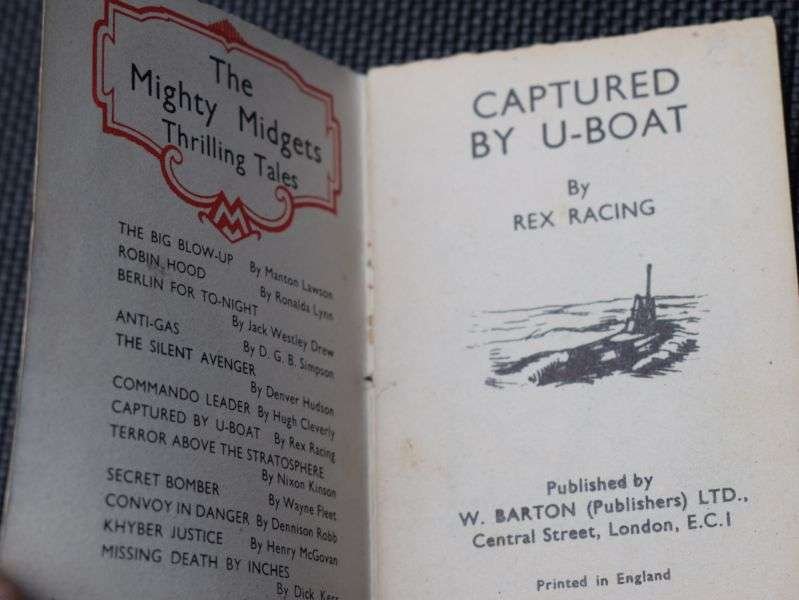 The
Mighty Midgets
Thrilling Tales
M
THE BIG BLOW-UP By Manton Lawson
ROBIN HOOD By Ronalda Lynn
BERLIN FOR TO-NIGHT
By Jack Westley Drew
ANTI-GAS By D. G. B. Simpson
THE SILENT AVENGER
By Denver Hudson
COMMANDO LEADER By Hugh Cleverly
CAPTURED BY U-BOAT By Rex Racing
TERROR ABOVE THE STRATOSPHERE
By Nixon Kinson
SECRET BOMBER By Wayne Fleet
CONVOY IN DANGER By Dennison Robb
KHYBER JUSTICE By Henry McGovan
MISSING DEATH BY INCHES
By Dick Kerr
CAPTURED
BY U-BOAT
By
REX RACING
Published by
W. BARTON (Publishers) LTD.,
Central Street, London, E.C.1
Printed in England